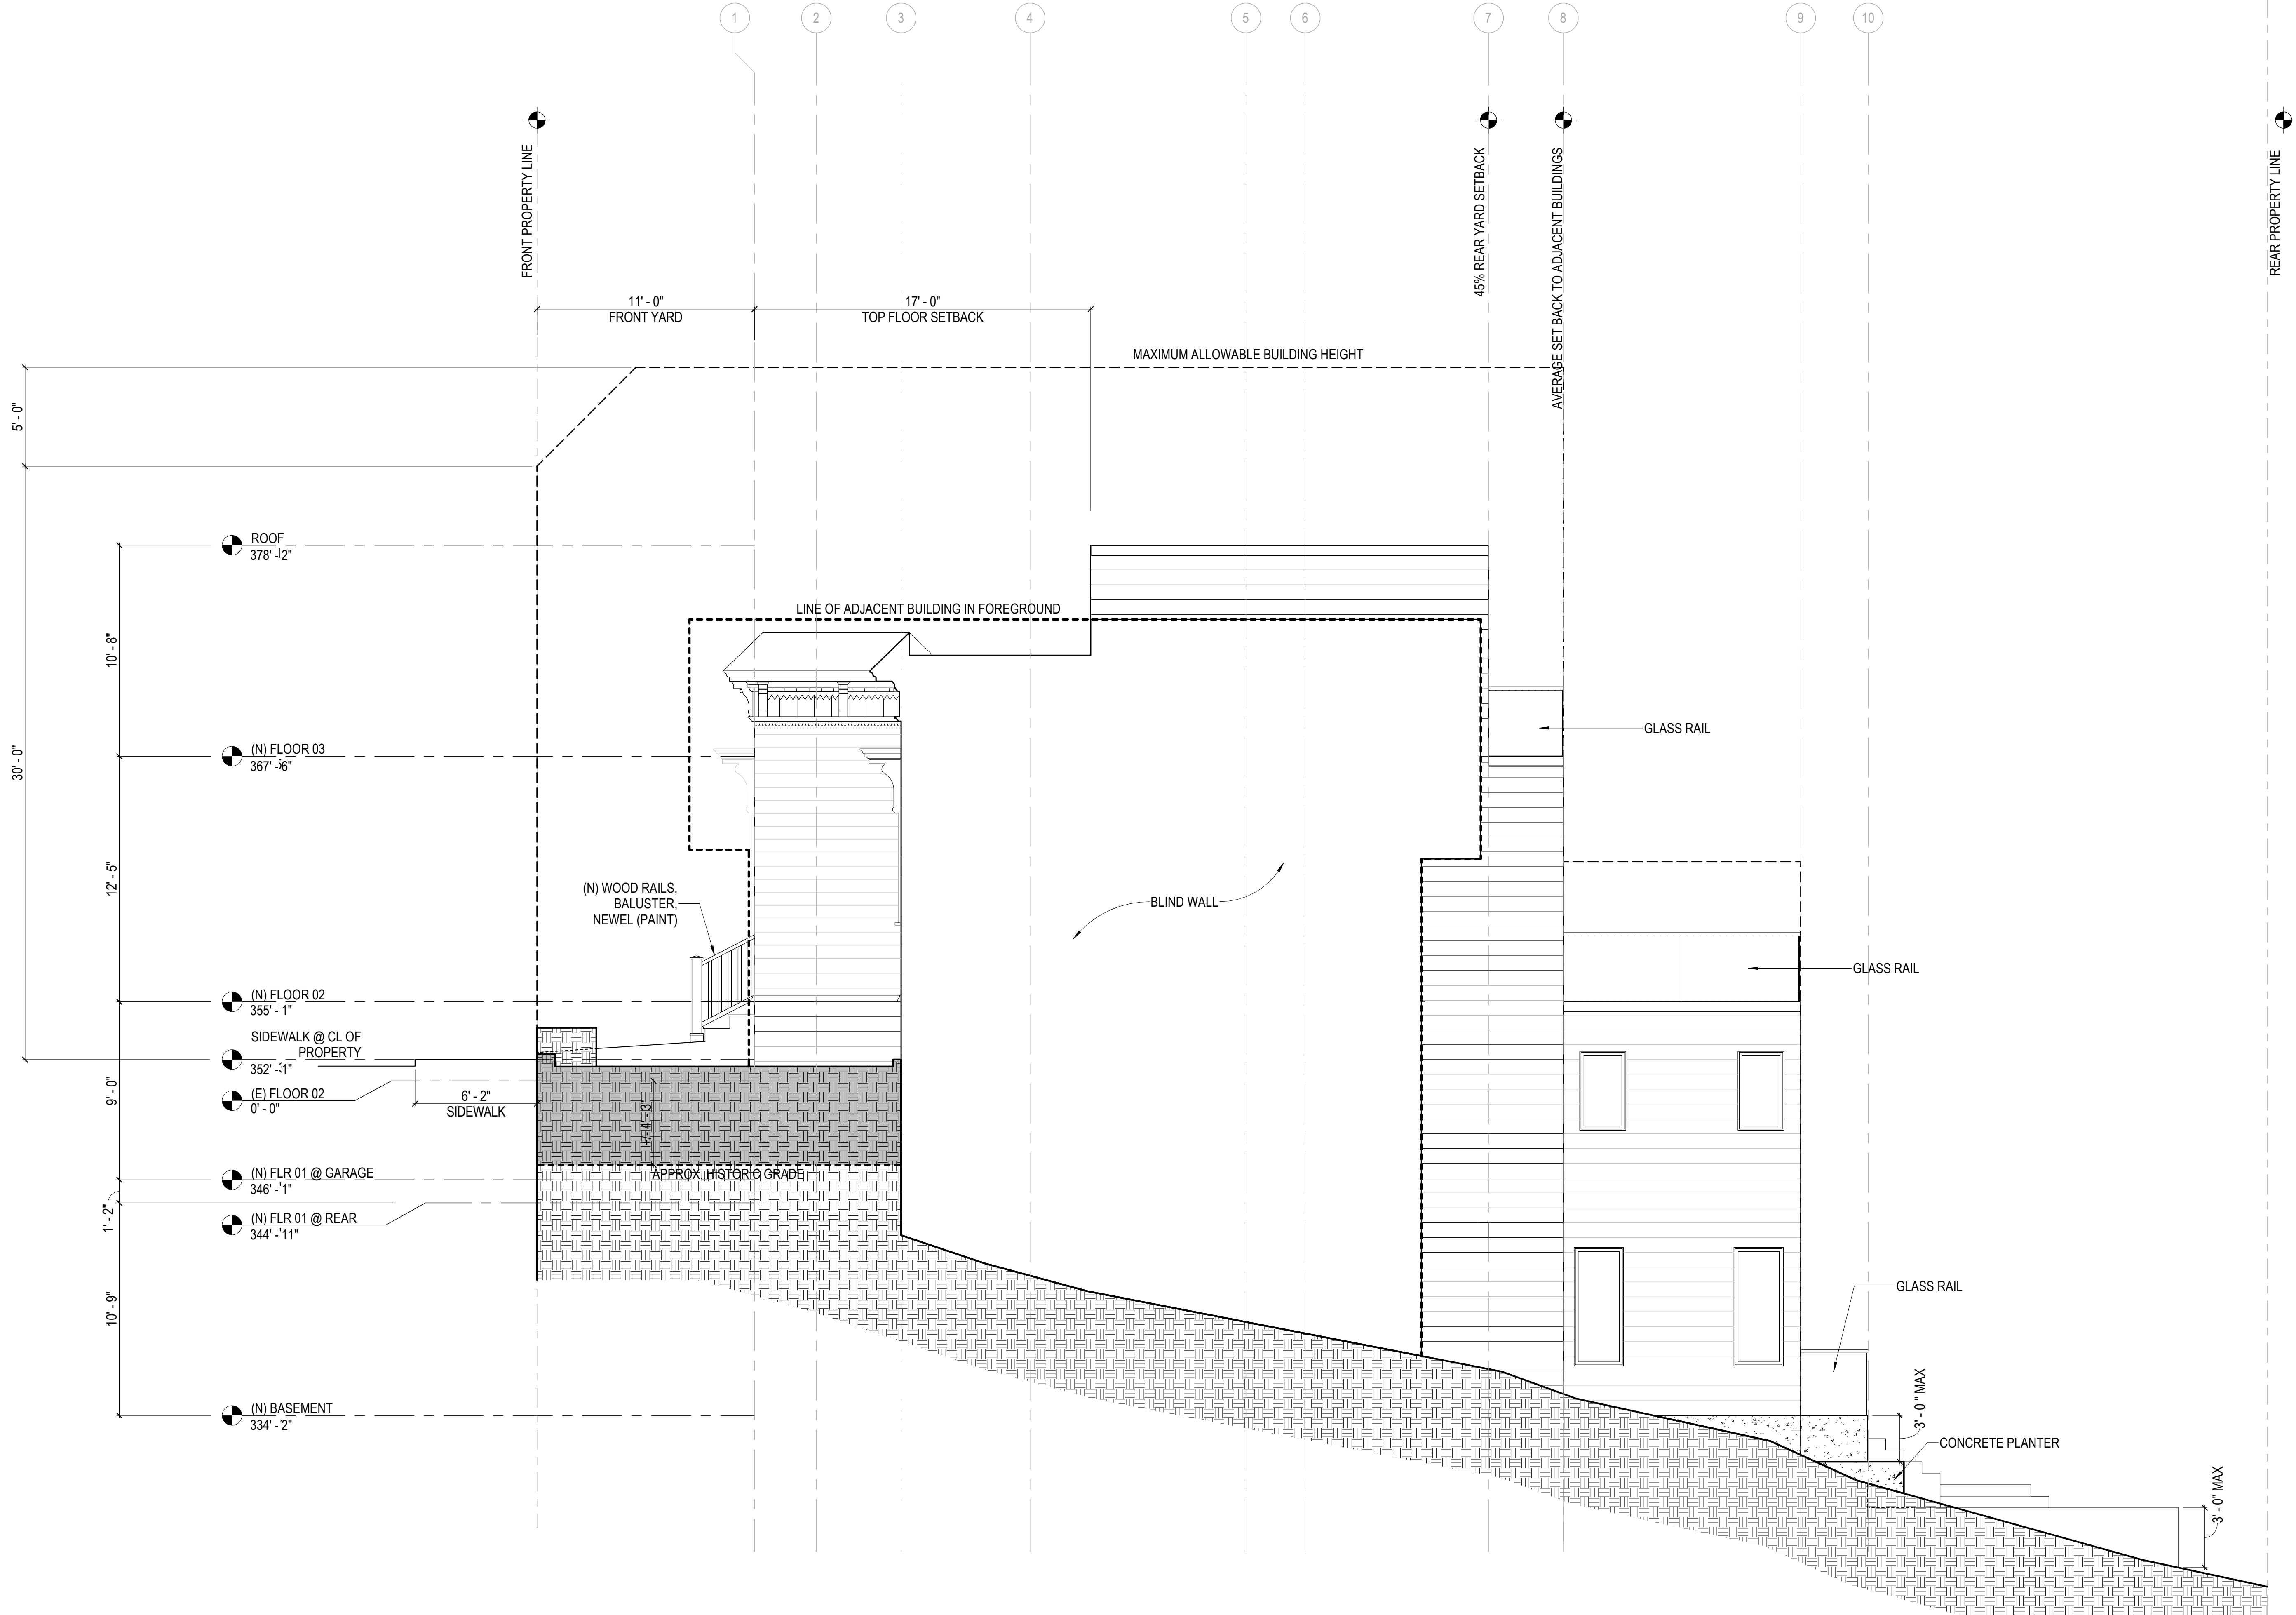 1
2
3
4
5
6
7
8
9
10
FRONT PROPERTY LINE
45% REAR YARD SETBACK
AVERAGE SET BACK TO ADJACENT BUILDINGS
REAR PROPERTY LINE
11' - 0"
FRONT YARD
17' - 0"
TOP FLOOR SETBACK
MAXIMUM ALLOWABLE BUILDING HEIGHT
5' - 0"
30' - 0"
ROOF
378' - 2"
10' - 8"
LINE OF ADJACENT BUILDING IN FOREGROUND
GLASS RAIL
(N) FLOOR 03
367' - 6"
12' - 5"
(N) WOOD RAILS,
BALUSTER,
NEWEL (PAINT)
BLIND WALL
GLASS RAIL
(N) FLOOR 02
355' - 1"
SIDEWALK @ CL OF
PROPERTY
352' - 1"
9' - 0"
(E) FLOOR 02
0' - 0"
6' - 2"
SIDEWALK
+/- 4' - 3"
APPROX. HISTORIC GRADE
(N) FLR 01 @ GARAGE
346' - 1"
1' - 2"
(N) FLR 01 @ REAR
344' - 11"
10' - 9"
GLASS RAIL
(N) BASEMENT
334' - 2"
3' - 0 " MAX
CONCRETE PLANTER
3' - 0" MAX